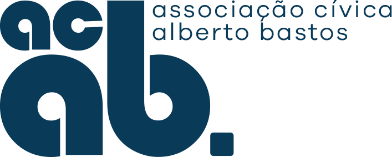 ac
ab.
associação cívica
alberto bastos